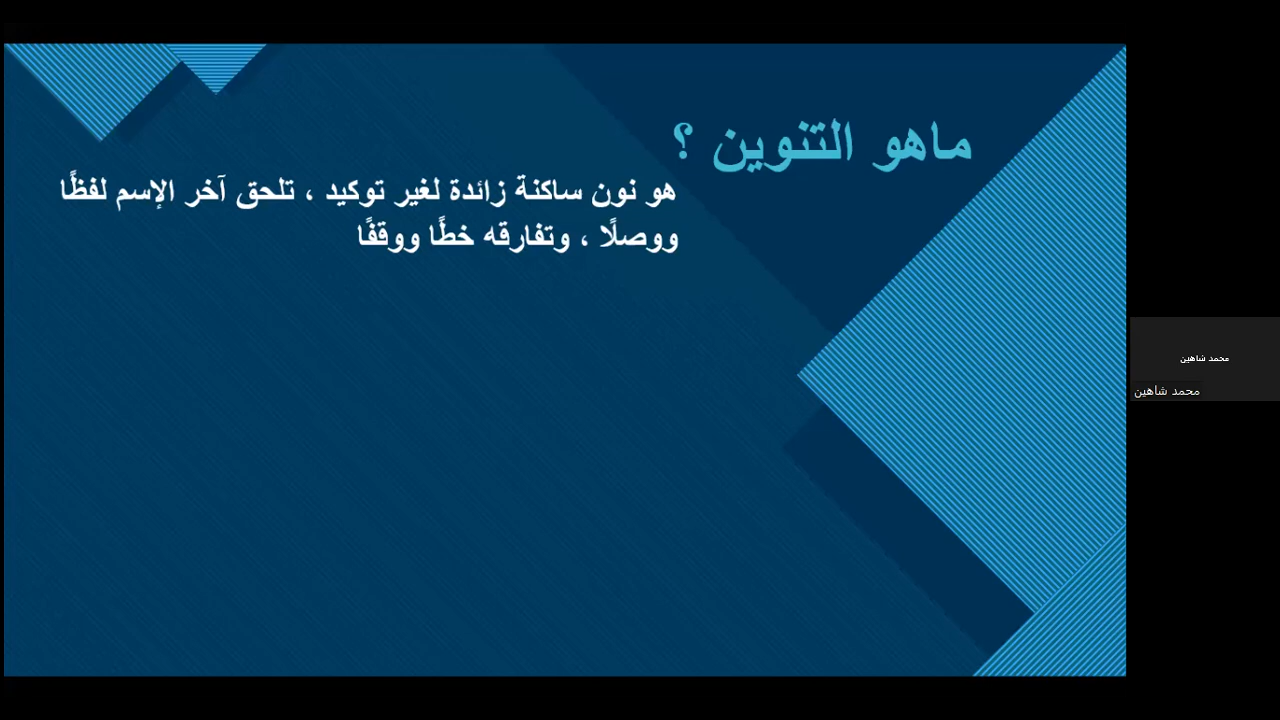 ماهو التنوين ؟
هو نون ساكنة زائدة لغير توكيد ، تلحق آخر الإسم لفظًا
ووصلًا ، وتفارقه خطًا ووقفًا
محمد شاهين
محمد شاهين